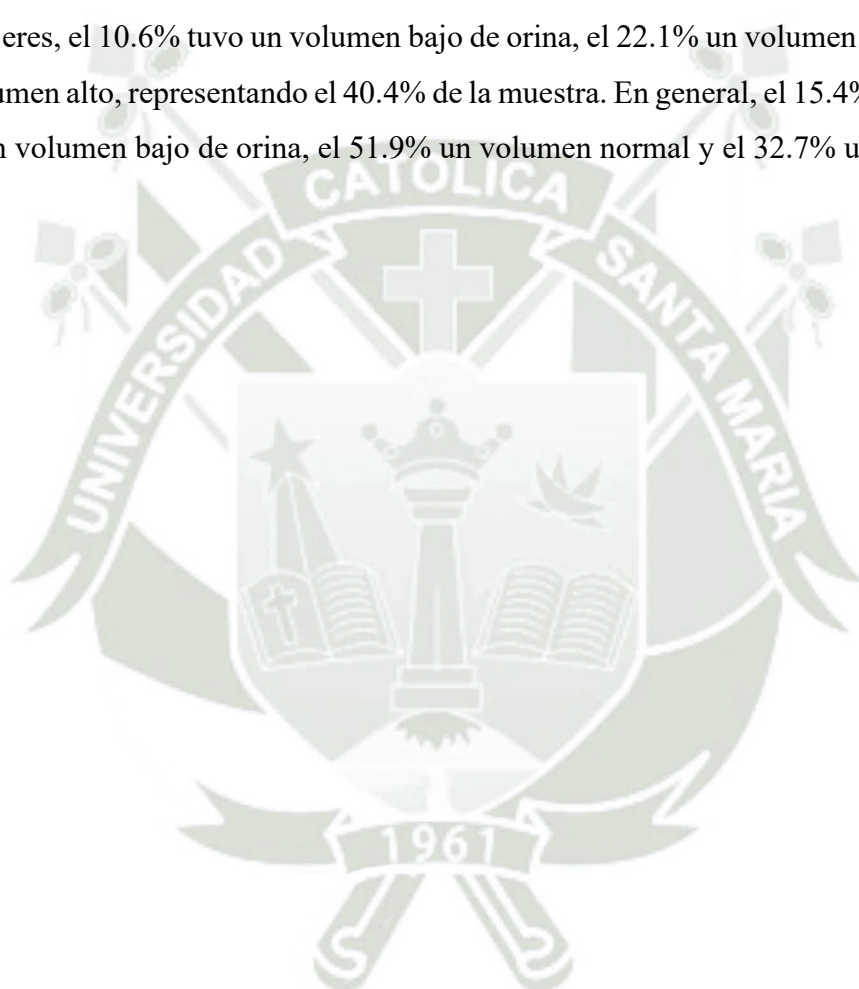 eres, el 10.6% tuvo un volumen bajo de orina, el 22.1% un volumen
umen alto, representando el 40.4% de la muestra. En general, el 15.4%
n volumen bajo de orina, el 51.9% un volumen normal y el 32.7% u
CATOLICA
UNIVERSIDAD
SANTA MARIA
1961